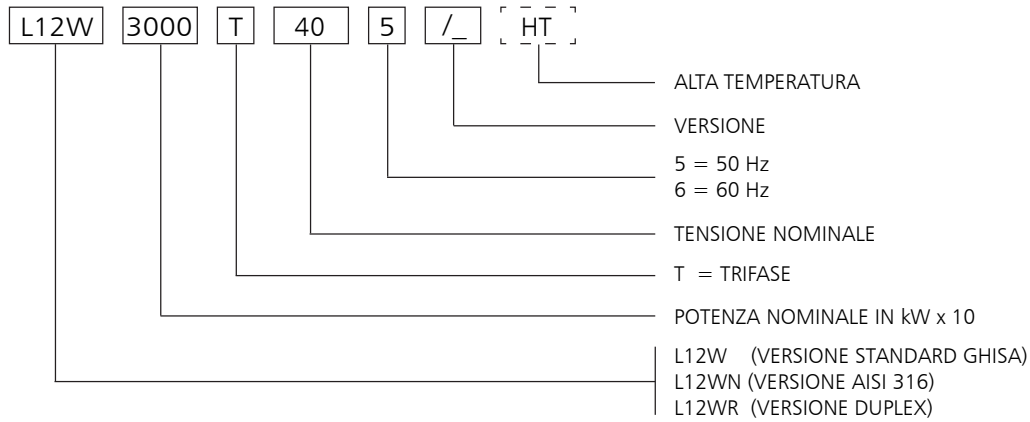 L12W 3000 T 40 5 /_ HT
ALTA TEMPERATURA
VERSIONE
5 = 50 Hz
6 = 60 Hz
TENSIONE NOMINALE
T = TRIFASE
POTENZA NOMINALE IN kW x 10
L12W (VERSIONE STANDARD GHISA)
L12WN (VERSIONE AISI 316)
L12WR (VERSIONE DUPLEX)